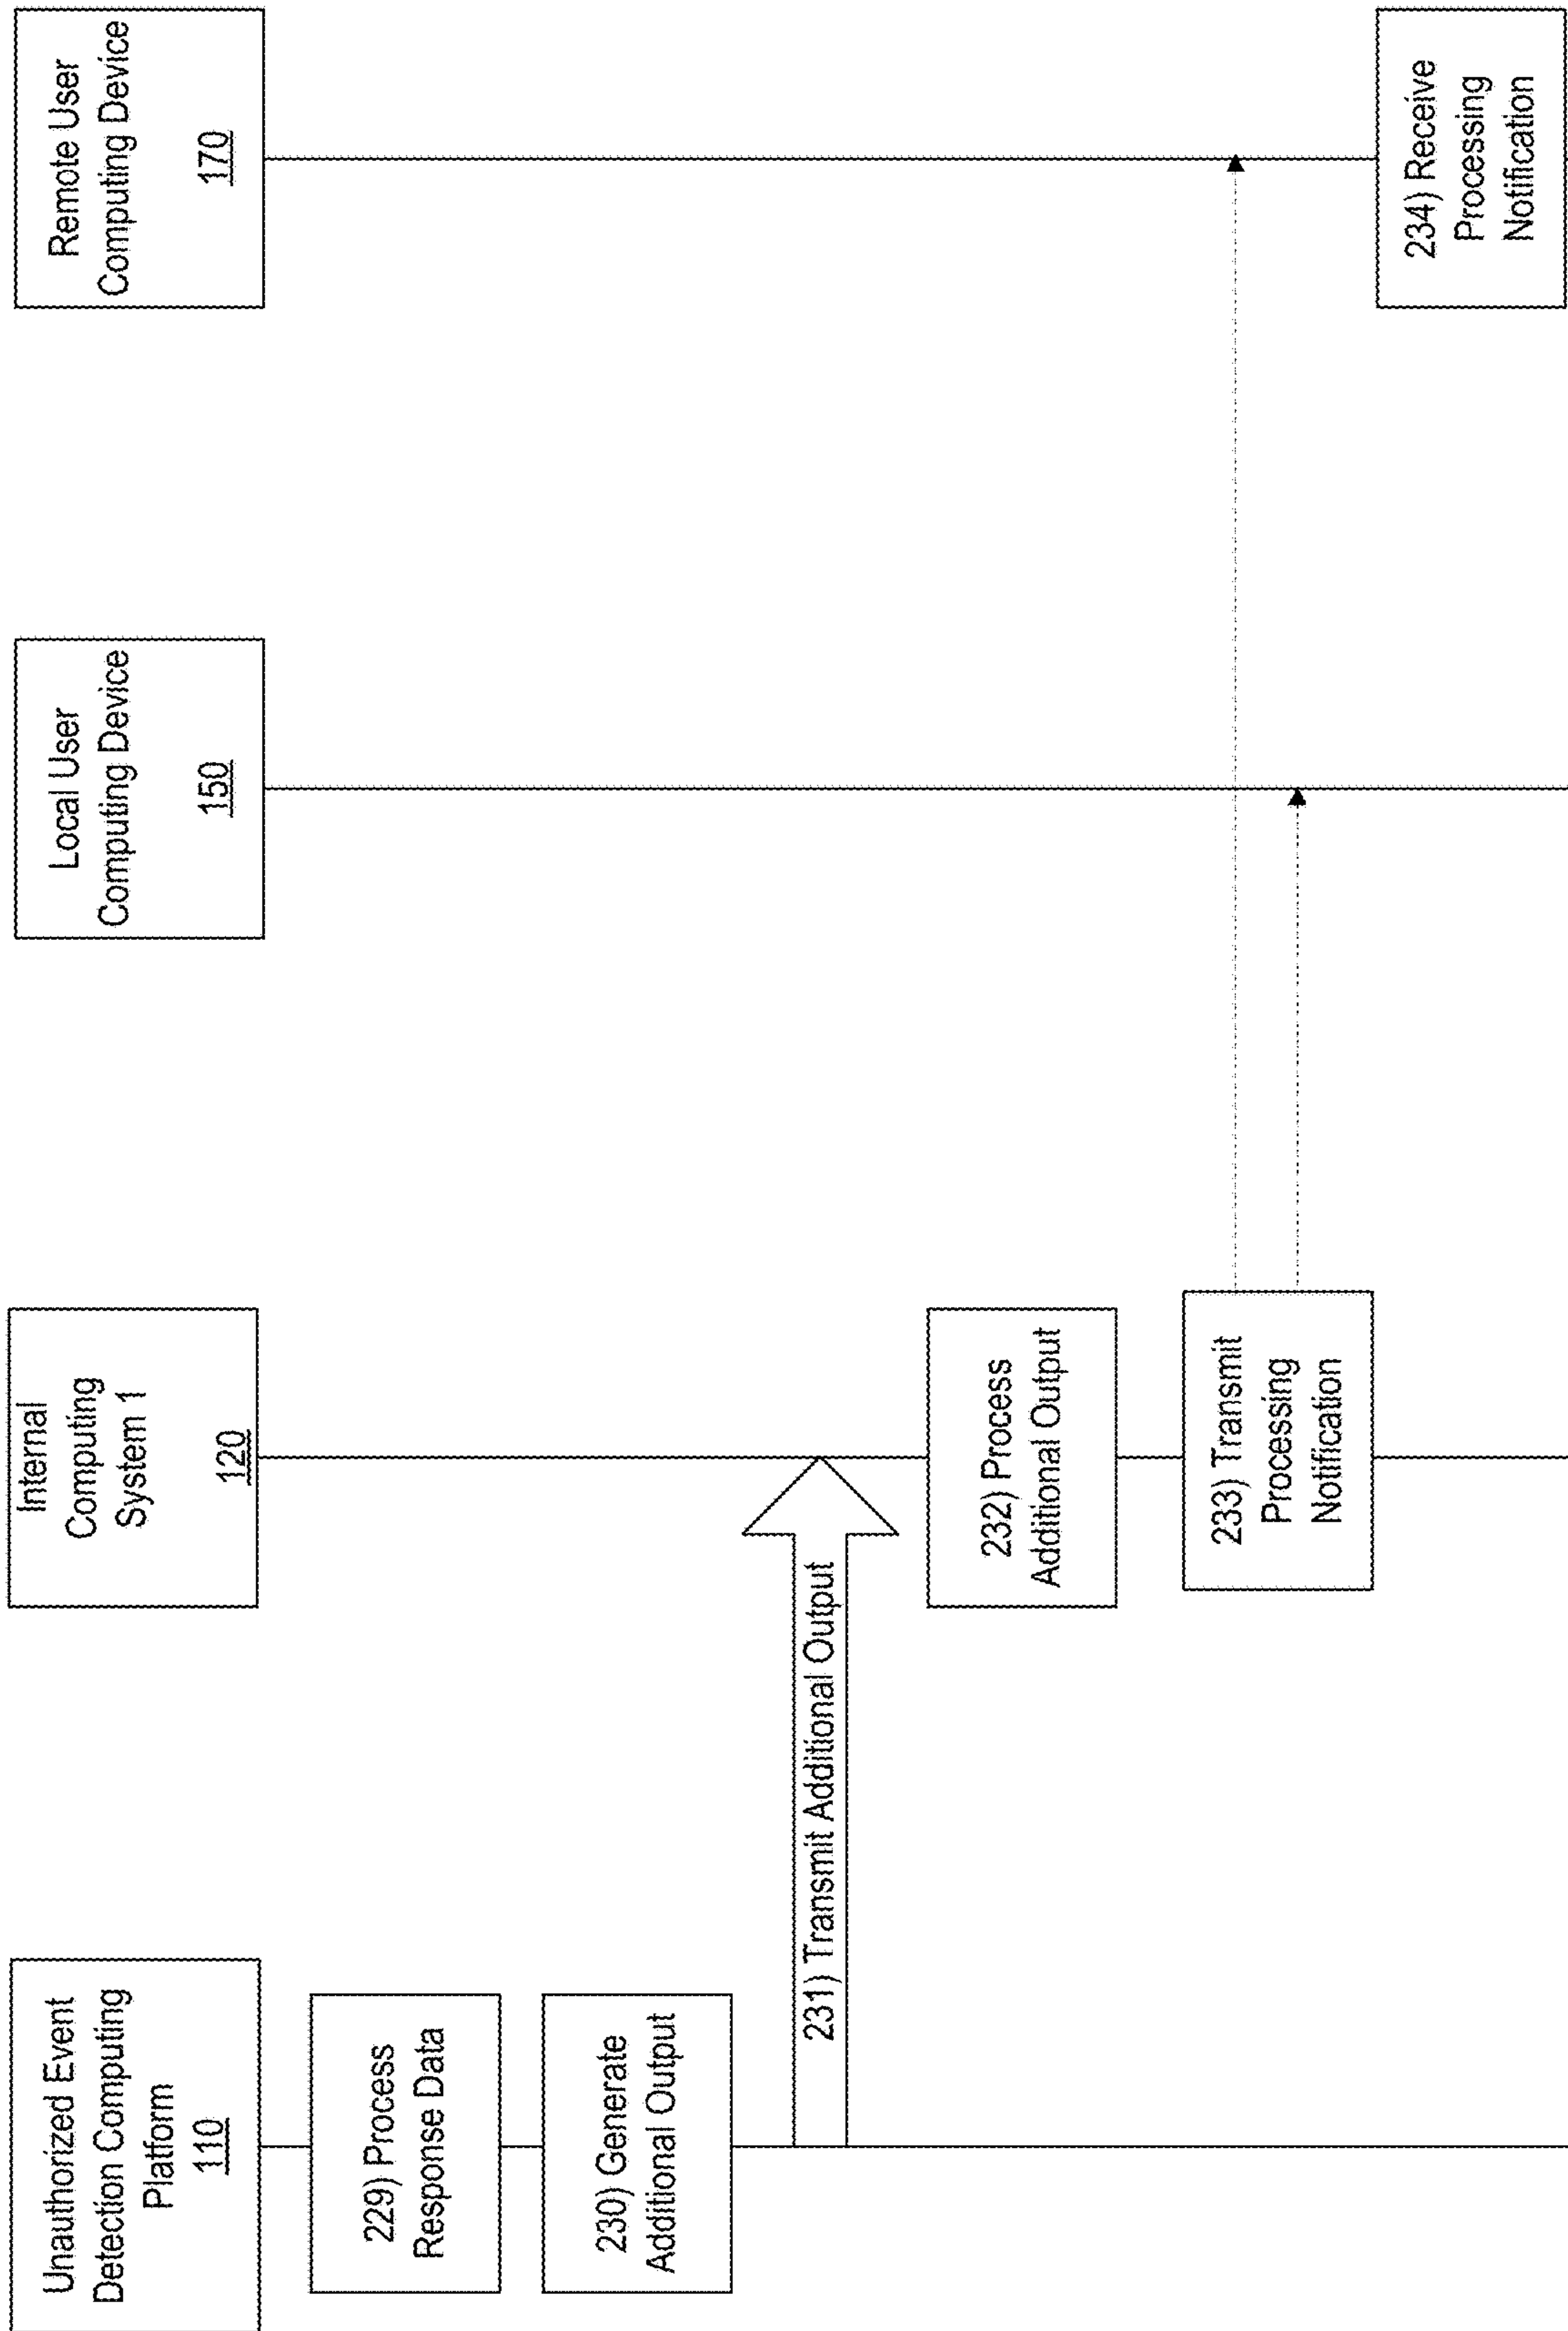 Unauthorized Event
Detection Computing
Platform
110
Internal
Computing
System 1
120
Local User
Computing Device
150
Remote User
Computing Device
170
229) Process
Response Data
230) Generate
Additional Output
231) Transmit Additional Output
232) Process
Additional Output
233) Transmit
Processing
Notification
234) Receive
Processing
Notification